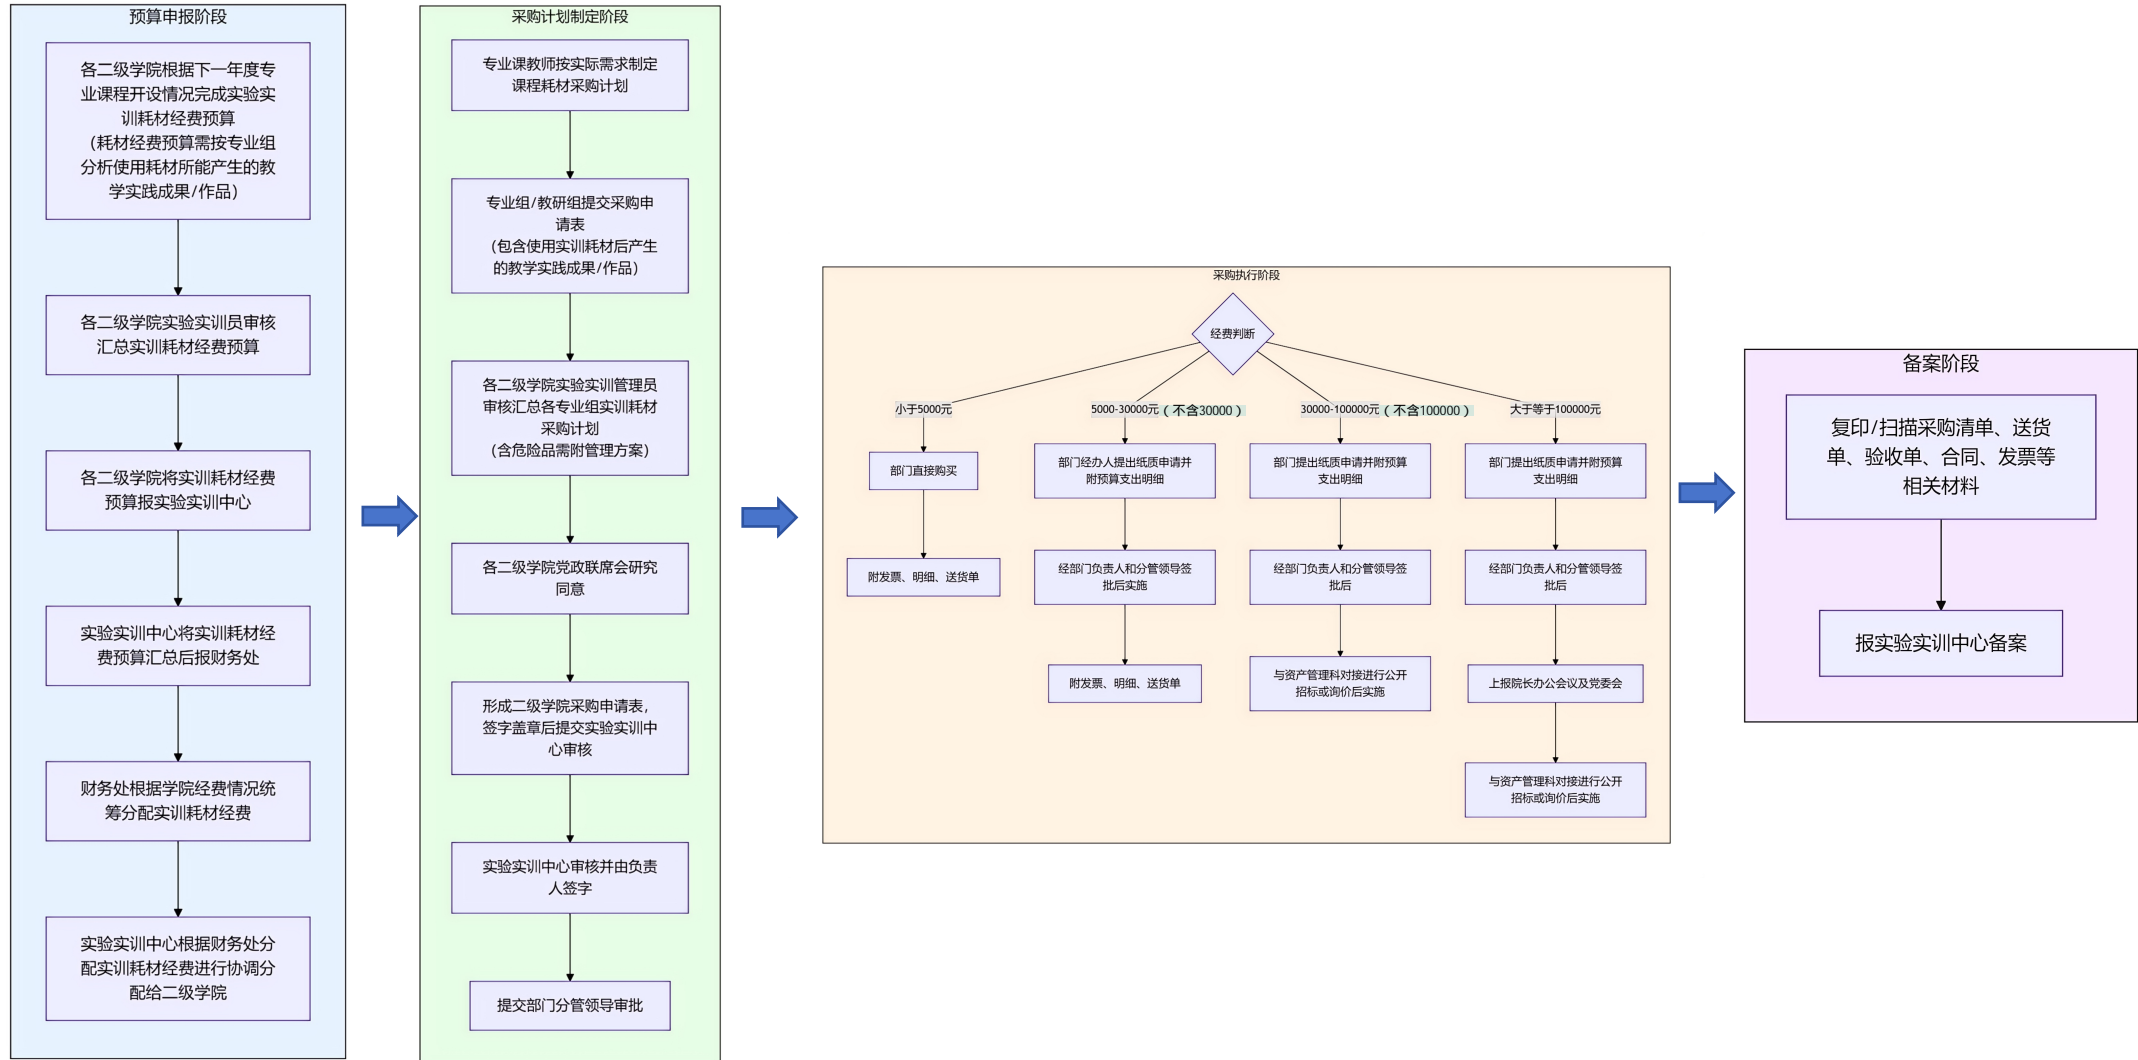 预算申报阶段
各二级学院根据下一年度专
业课程开设情况完成实验实
训耗材经费预算
（耗材经费预算需按专业组
分析使用耗材所能产生的教
学实践成果/作品）
各二级学院实验实训员审核
汇总实训耗材经费预算
各二级学院将实训耗材经费
预算报实验实训中心
实验实训中心将实训耗材经
费预算汇总后报财务处
财务处根据学院经费情况统
筹分配实训耗材经费
实验实训中心根据财务处分
配实训耗材经费进行协调分
配给二级学院
采购计划制定阶段
专业课教师按实际需求制定
课程耗材采购计划
专业组/教研组提交采购申
请表
（包含使用实训耗材后产生
的教学实践成果/作品）
各二级学院实验实训管理员
审核汇总各专业组实训耗材
采购计划
（含危险品需附管理方案）
各二级学院党政联席会研究
同意
形成二级学院采购申请表，
签字盖章后提交实验实训中
心审核
实验实训中心审核并由负责
人签字
提交部门分管领导审批
采购执行阶段
经费判断
小于5000元
部门直接购买
附发票、明细、送货单
5000-30000元（不含30000）
部门经办人提出纸质申请并
附预算支出明细
经部门负责人和分管领导签
批后实施
附发票、明细、送货单
30000-100000元（不含100000）
部门提出纸质申请并附预算
支出明细
经部门负责人和分管领导签
批后
与资产管理科对接进行公开
招标或询价后实施
大于等于100000元
部门提出纸质申请并附预算
支出明细
经部门负责人和分管领导签
批后
上报院长办公会议及党委会
与资产管理科对接进行公开
招标或询价后实施
备案阶段
复印/扫描采购清单、送货
单、验收单、合同、发票等
相关材料
报实验实训中心备案